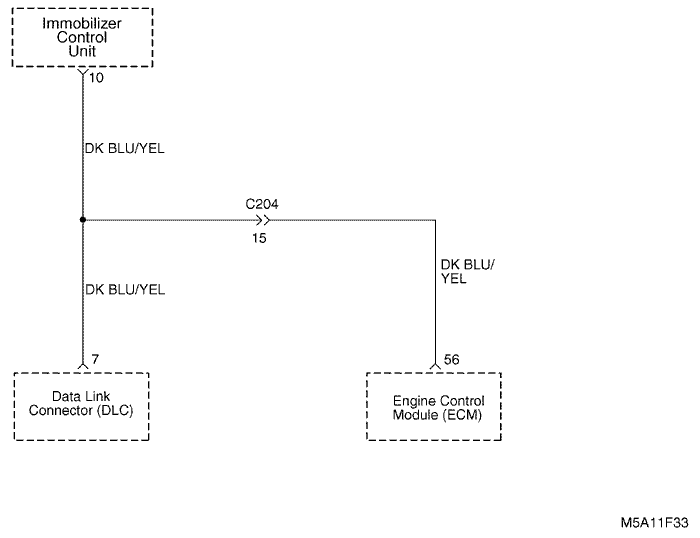 Immobilizer
Control
Unit
10
DK BLU/YEL
C204
15
DK BLU/
YEL
DK BLU/YEL
7
56
Data Link
Connector (DLC)
Engine Control
Module (ECM)
M5A11F33